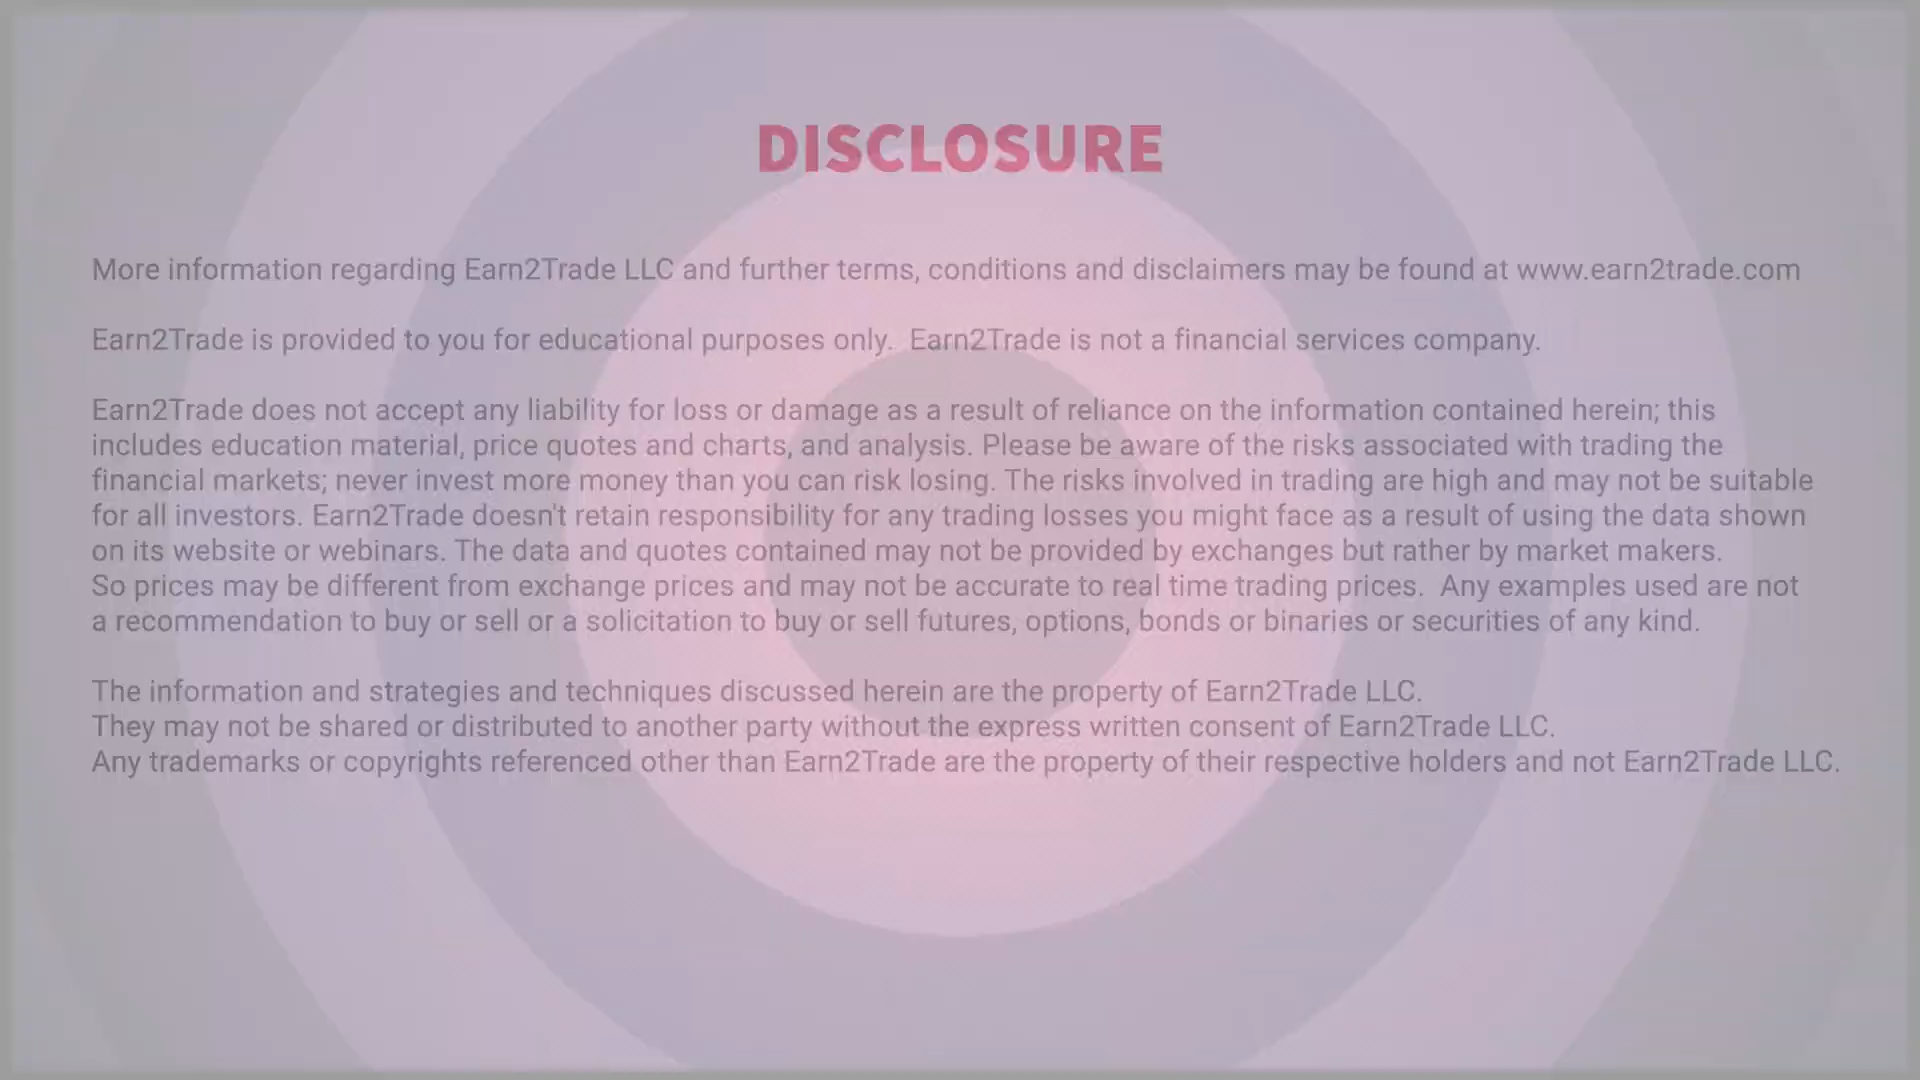 DISCLOSURE
More information regarding Earn2Trade LLC and further terms, conditions and disclaimers may be found at www.earn2trade.com
Earn2Trade is provided to you for educational purposes only.  Earn2Trade is not a financial services company.
Earn2Trade does not accept any liability for loss or damage as a result of reliance on the information contained herein; this
includes education material, price quotes and charts, and analysis. Please be aware of the risks associated with trading the
financial markets; never invest more money than you can risk losing. The risks involved in trading are high and may not be suitable
for all investors. Earn2Trade doesn't retain responsibility for any trading losses you might face as a result of using the data shown
on its website or webinars. The data and quotes contained may not be provided by exchanges but rather by market makers.
So prices may be different from exchange prices and may not be accurate to real time trading prices.  Any examples used are not
a recommendation to buy or sell or a solicitation to buy or sell futures, options, bonds or binaries or securities of any kind.
The information and strategies and techniques discussed herein are the property of Earn2Trade LLC.
They may not be shared or distributed to another party without the express written consent of Earn2Trade LLC.
Any trademarks or copyrights referenced other than Earn2Trade are the property of their respective holders and not Earn2Trade LLC.